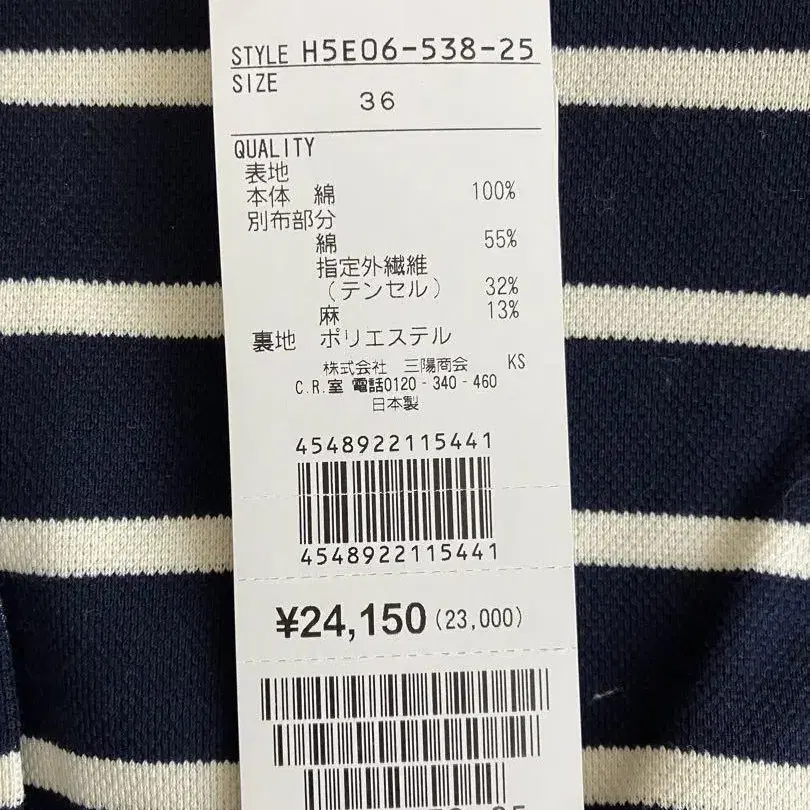 STYLE H5E06-538-25
SIZE
36
QUALITY
表地
本体 綿 100%
別布部分
綿 55%
指定外繊維
(テンセル) 32%
麻 13%
裏地 ポリエステル
株式会社 三陽商会 KS
C.R.室 電話0120-340-460
日本製
4548922115441
4548922115441
¥24,150(23,000)